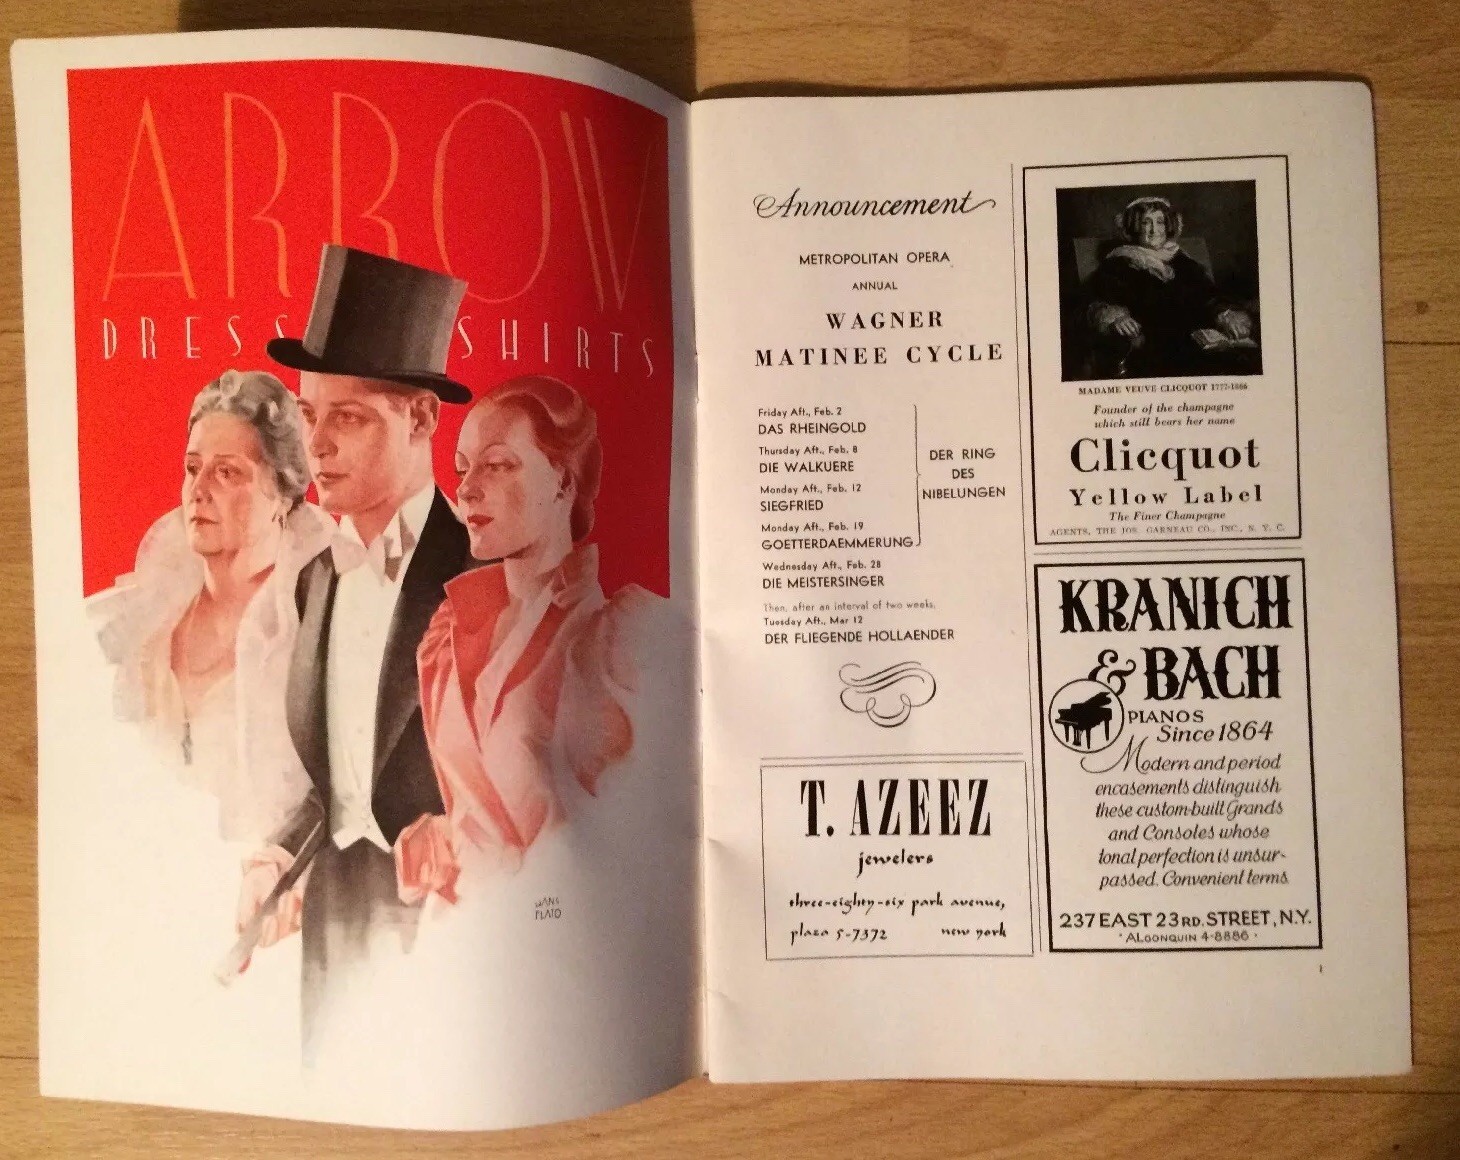 ARROW
DRESS SHIRTS
HANS
PLATO
Announcement
METROPOLITAN OPERA
ANNUAL
WAGNER
MATINEE CYCLE
Friday Aft., Feb. 2
DAS RHEINGOLD
Thursday Aft., Feb. 8
DIE WALKUERE
Monday Aft., Feb. 12
SIEGFRIED
Monday Aft., Feb. 19
GOETTERDAEMMERUNG
DER RING
DES
NIBELUNGEN
Wednesday Aft., Feb. 28
DIE MEISTERSINGER
Then, after an interval of two weeks,
Tuesday Aft., Mar 12
DER FLIEGENDE HOLLAENDER
T. AZEEZ
jewelers
three-eighty-six park avenue,
plaza 5-7372 new york
MADAME VEUVE CLICQUOT 1777-1866
Founder of the champagne
which still bears her name
Clicquot
Yellow Label
The Finer Champagne
AGENTS, THE JOS. GARNEAU CO., INC., N. Y. C.
KRANICH
& BACH
PIANOS
Since 1864
Modern and period
encasements distinguish
these custom-built Grands
and Consoles whose
tonal perfection is unsur-
passed. Convenient terms.
237 EAST 23RD. STREET, N.Y.
· ALGONQUIN 4-8886 ·
1